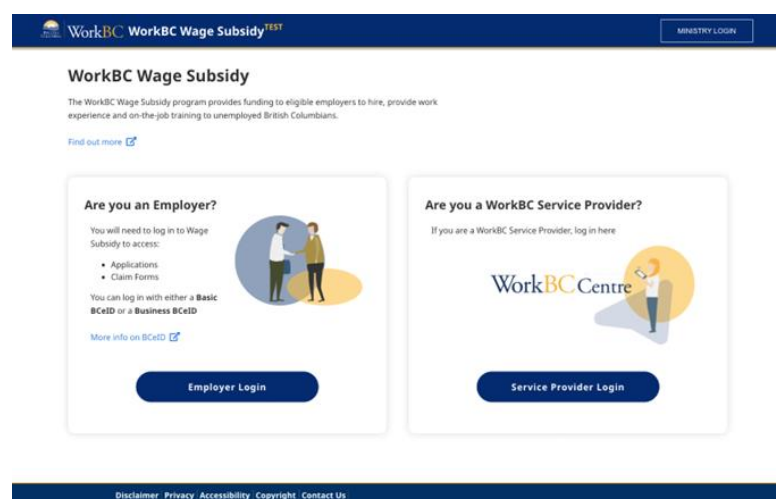 WorkBC WorkBC Wage Subsidy TEST
MINISTRY LOGIN
WorkBC Wage Subsidy
The WorkBC Wage Subsidy program provides funding to eligible employers to hire, provide work
experience and on-the-job training to unemployed British Columbians.
Find out more
Are you an Employer?
You will need to log in to Wage
Subsidy to access:
• Applications
• Claim Forms
You can log in with either a Basic
BCeID or a Business BCeID
More info on BCeID
Employer Login
Are you a WorkBC Service Provider?
If you are a WorkBC Service Provider, log in here
WorkBC Centre
Service Provider Login
Disclaimer Privacy Accessibility Copyright Contact Us